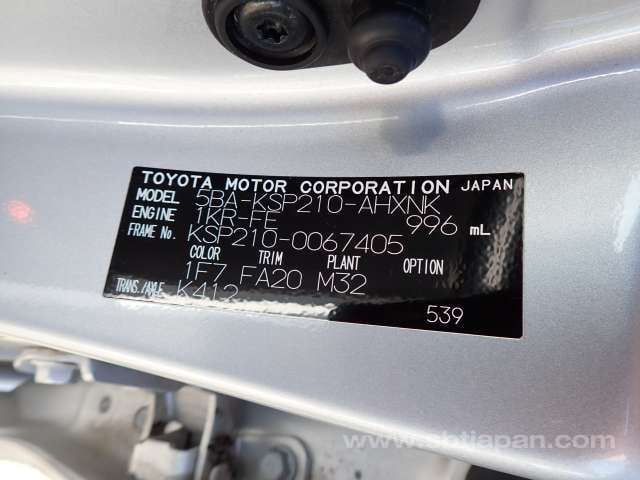 TOYOTA MOTOR CORPORATION JAPAN
MODEL 5BA-KSP210-AHXNK
ENGINE 1KR-FE 996 mL
FRAME No. KSP210-0067405
COLOR TRIM PLANT OPTION
1F7 FA20 M32
TRANS./AXLE K412
539
www.sbtjapan.com